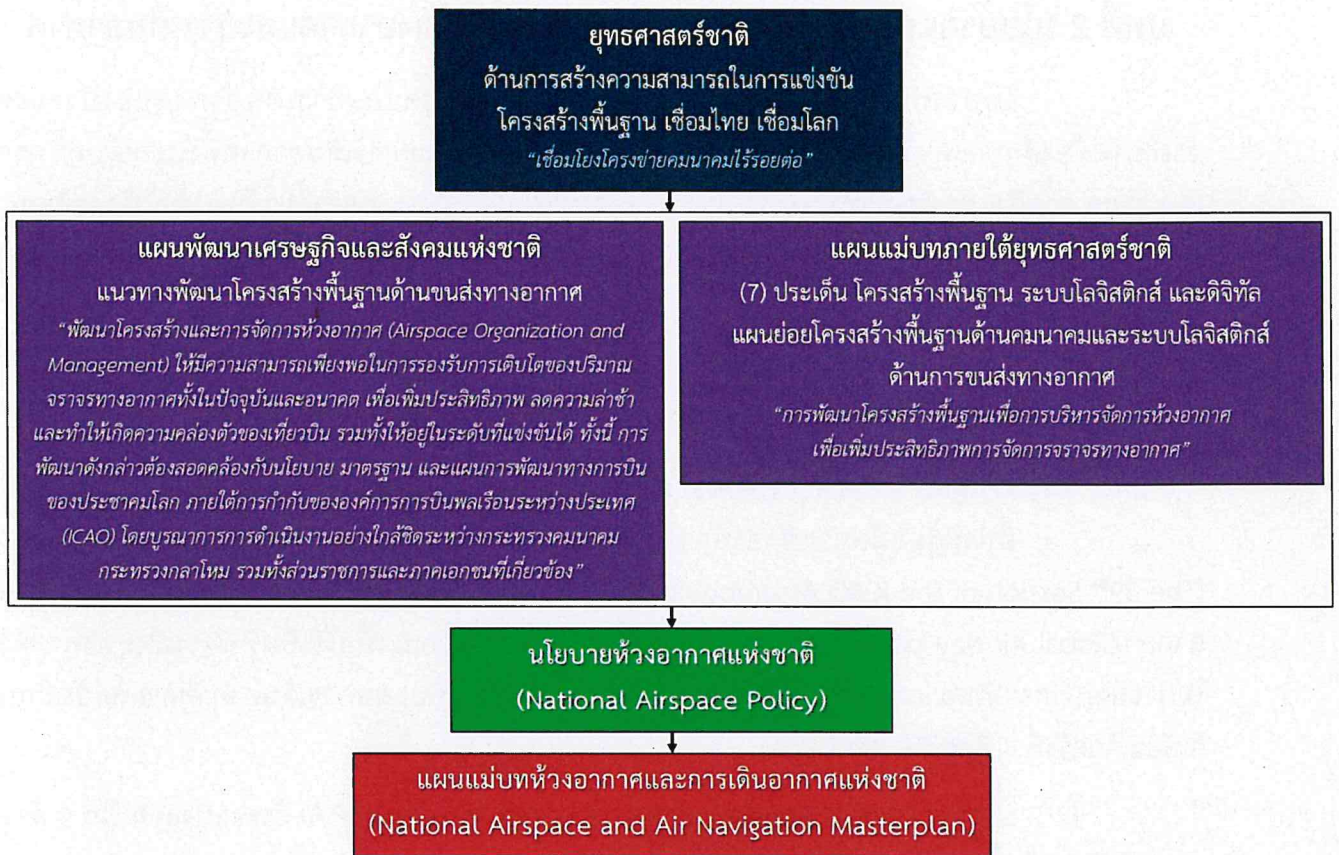 ยุทธศาสตร์ชาติ
ด้านการสร้างความสามารถในการแข่งขัน
โครงสร้างพื้นฐาน เชื่อมไทย เชื่อมโลก
“เชื่อมโยงโครงข่ายคมนาคมไร้รอยต่อ”
แผนพัฒนาเศรษฐกิจและสังคมแห่งชาติ
แนวทางพัฒนาโครงสร้างพื้นฐานด้านขนส่งทางอากาศ
“พัฒนาโครงสร้างและการจัดการห้วงอากาศ (Airspace Organization and
Management) ให้มีความสามารถเพียงพอในการรองรับการเติบโตของปริมาณ
จราจรทางอากาศทั้งในปัจจุบันและอนาคต เพื่อเพิ่มประสิทธิภาพ ลดความล่าช้า
และทำให้เกิดความคล่องตัวของเที่ยวบิน รวมทั้งให้อยู่ในระดับที่แข่งขันได้ ทั้งนี้ การ
พัฒนาดังกล่าวต้องสอดคล้องกับนโยบาย มาตรฐาน และแผนการพัฒนาทางการบิน
ของประชาคมโลก ภายใต้การกำกับขององค์การการบินพลเรือนระหว่างประเทศ
(ICAO) โดยบูรณาการการดำเนินงานอย่างใกล้ชิดระหว่างกระทรวงคมนาคม
กระทรวงกลาโหม รวมทั้งส่วนราชการและภาคเอกชนที่เกี่ยวข้อง”
แผนแม่บทภายใต้ยุทธศาสตร์ชาติ
(7) ประเด็น โครงสร้างพื้นฐาน ระบบโลจิสติกส์ และดิจิทัล
แผนย่อยโครงสร้างพื้นฐานด้านคมนาคมและระบบโลจิสติกส์
ด้านการขนส่งทางอากาศ
“การพัฒนาโครงสร้างพื้นฐานเพื่อการบริหารจัดการห้วงอากาศ
เพื่อเพิ่มประสิทธิภาพการจัดการจราจรทางอากาศ”
นโยบายห้วงอากาศแห่งชาติ
(National Airspace Policy)
แผนแม่บทห้วงอากาศและการเดินอากาศแห่งชาติ
(National Airspace and Air Navigation Masterplan)